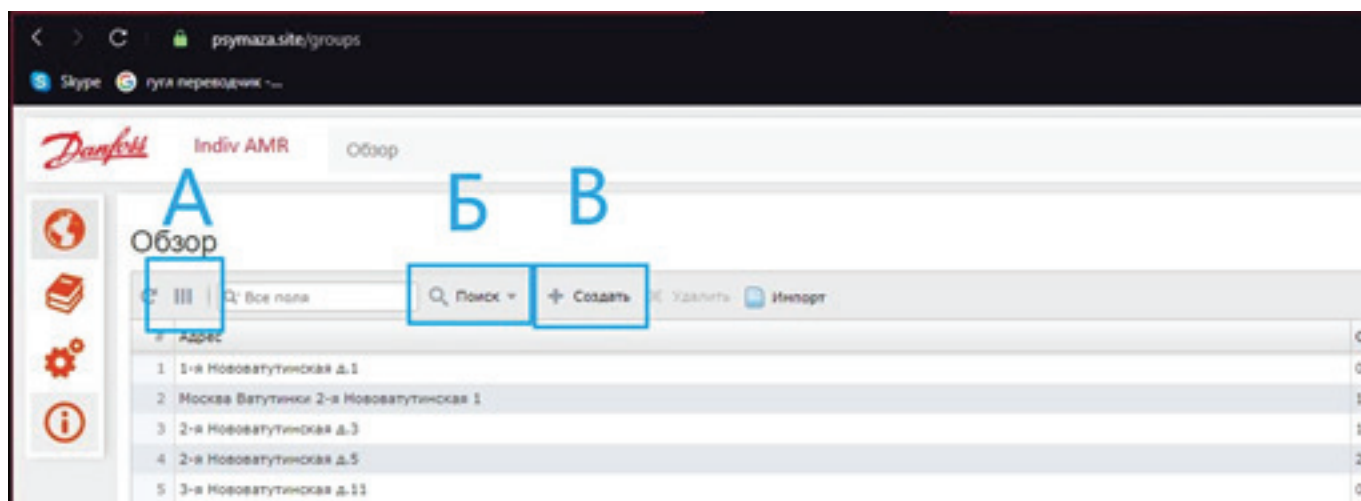 psymaza.site/groups
Skype гугл переводчик -...
Danfoss Indiv AMR Обзор
А Б В
Обзор
Все поля Поиск Создать Удалить Импорт
# Адрес
1 1-я Нововатутинская д.1
2 Москва Ватутинки 2-я Нововатутинская 1
3 2-я Нововатутинская д.3
4 2-я Нововатутинская д.5
5 3-я Нововатутинская д.11